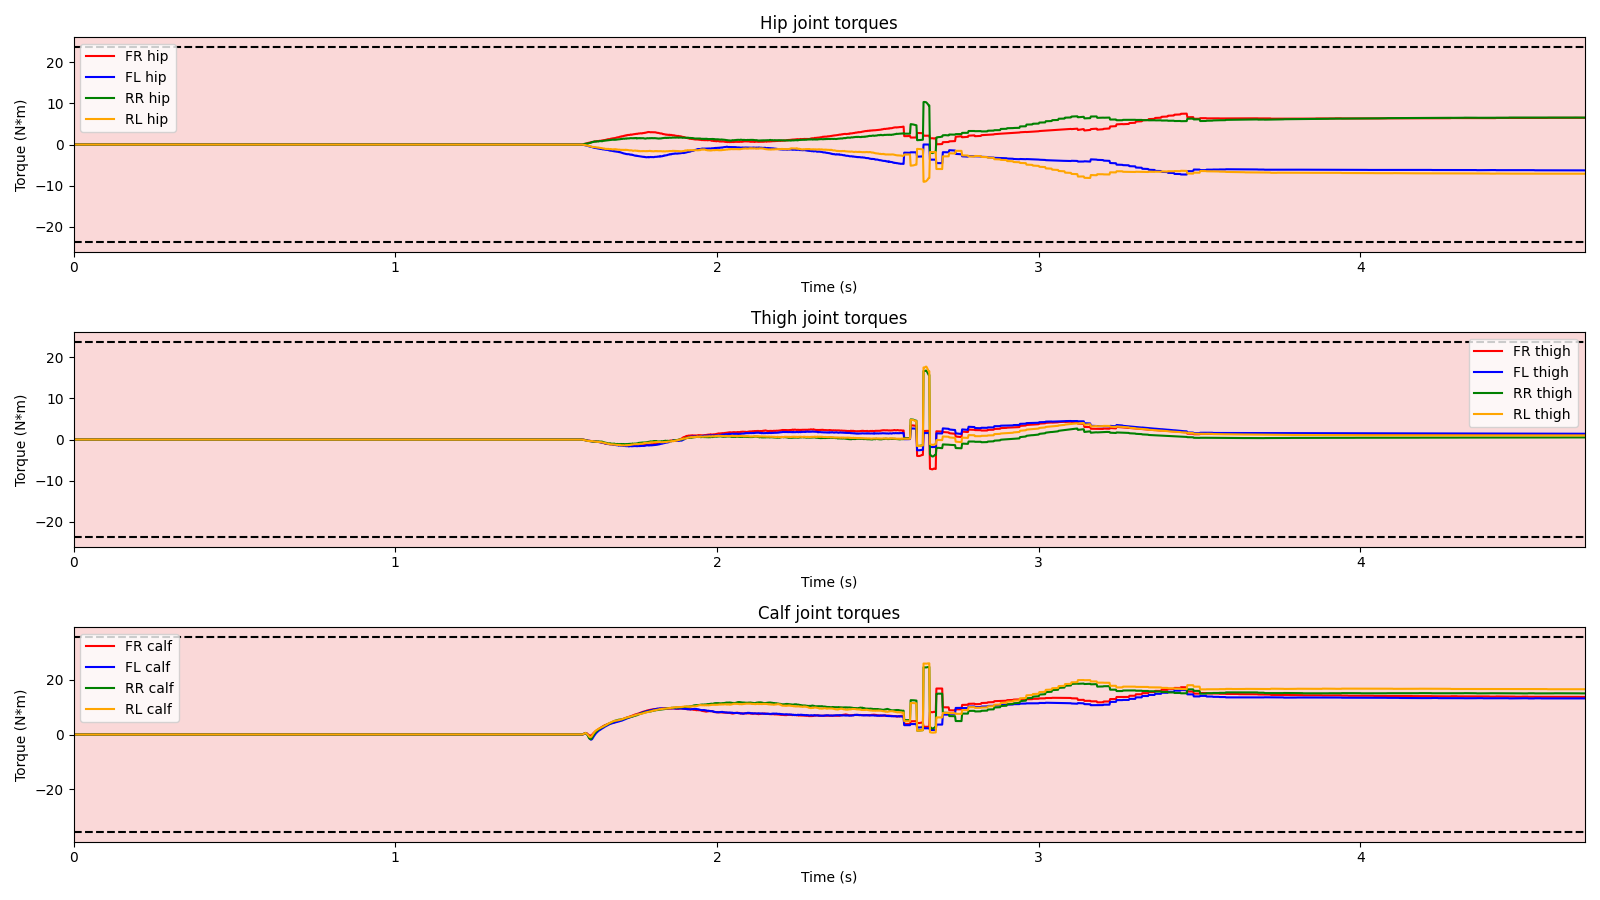 Hip joint torques
Torque (N*m)
20
10
0
−10
−20
FR hip
FL hip
RR hip
RL hip
0 1 2 3 4
Time (s)
Thigh joint torques
Torque (N*m)
20
10
0
−10
−20
FR thigh
FL thigh
RR thigh
RL thigh
0 1 2 3 4
Time (s)
Calf joint torques
Torque (N*m)
20
0
−20
FR calf
FL calf
RR calf
RL calf
0 1 2 3 4
Time (s)